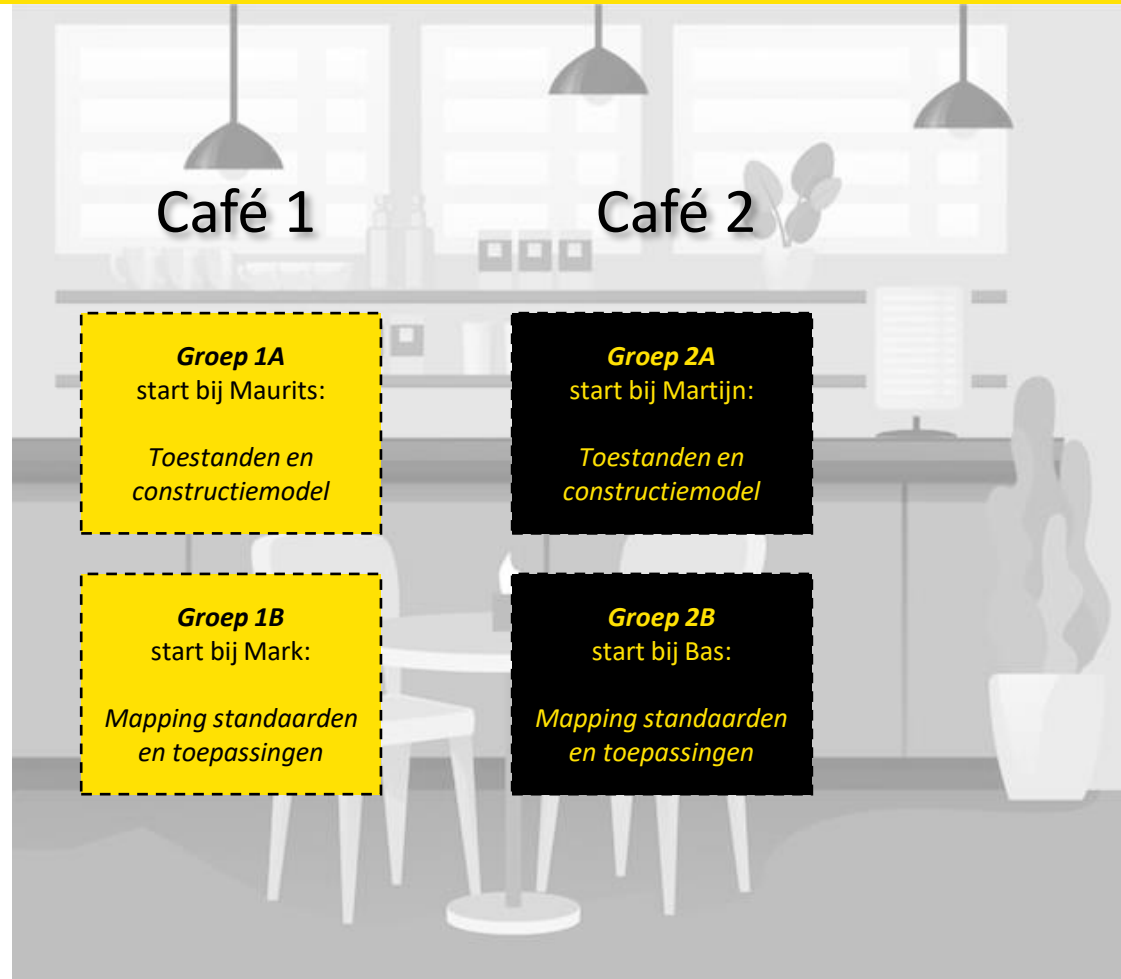 Café 1
Café 2
Groep 1A
start bij Maurits:
Toestanden en
constructiemodel
Groep 2A
start bij Martijn:
Toestanden en
constructiemodel
Groep 1B
start bij Mark:
Mapping standaarden
en toepassingen
Groep 2B
start bij Bas:
Mapping standaarden
en toepassingen